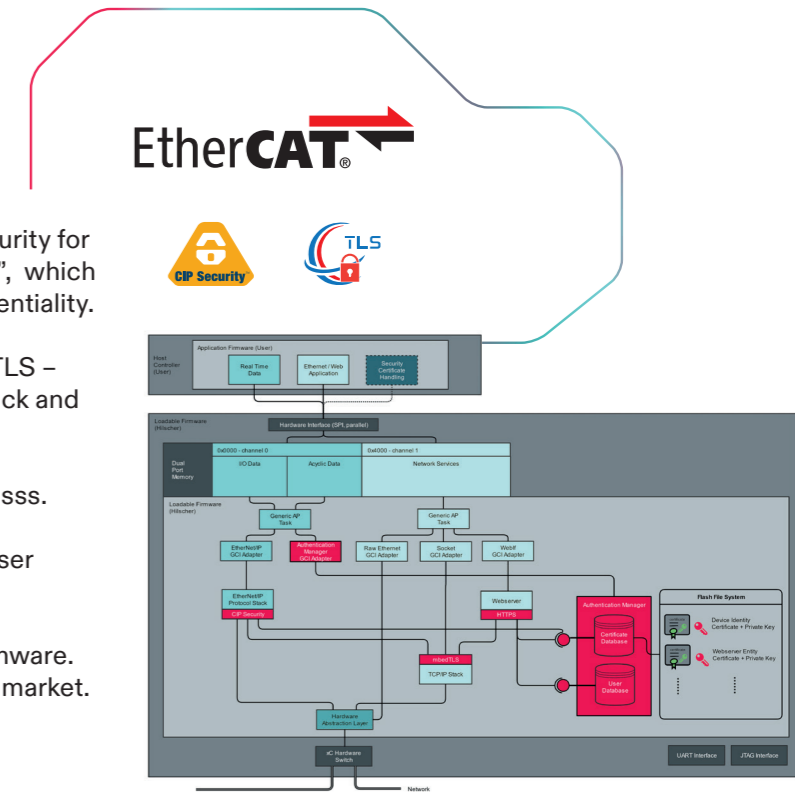 EtherCAT®
CIP Security™
TLS
urity for
”, which
entiality.
TLS –
ck and
sss.
ser
nware.
market.
Host
Controller
(User)
Application Firmware (User)
Real Time
Data
Ethernet / Web
Application
Security
Certificate
Handling
Loadable Firmware
(Hilscher)
Hardware Interface (SPI, parallel)
Dual
Port
Memory
0x0000 - channel 0
0x4000 - channel 1
I/O Data
Acyclic Data
Network Services
Loadable Firmware
(Hilscher)
Generic AP
Task
Generic AP
Task
EtherNet/IP
GCI Adapter
Authentication
Manager
GCI Adapter
Raw Ethernet
GCI Adapter
Socket
GCI Adapter
WebIf
GCI Adapter
EtherNet/IP
Protocol Stack
CIP Security
Webserver
HTTPS
mbedTLS
TCP/IP Stack
Authentication Manager
Certificate
Database
User
Database
Flash File System
Device Identity
Certificate + Private Key
Webserver Entity
Certificate + Private Key
Hardware
Abstraction Layer
xC Hardware
Switch
UART Interface
JTAG Interface
Network